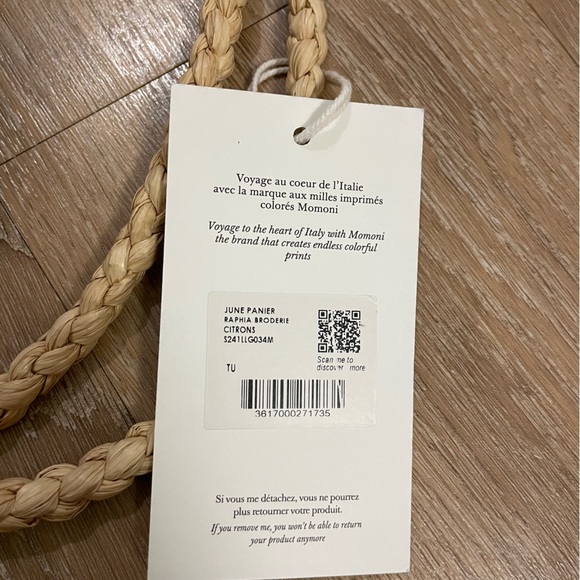 Voyage au coeur de l'Italie
avec la marque aux milles imprimés
colorés Momoni
Voyage to the heart of Italy with Momoni
the brand that creates endless colorful
prints
JUNE PANIER
RAPHIA BRODERIE
CITRONS
S241LLG034M
TU
Scan me to
discover more
3617000271735
Si vous me détachez, vous ne pourrez
plus retourner votre produit.
If you remove me, you won't be able to return
your product anymore